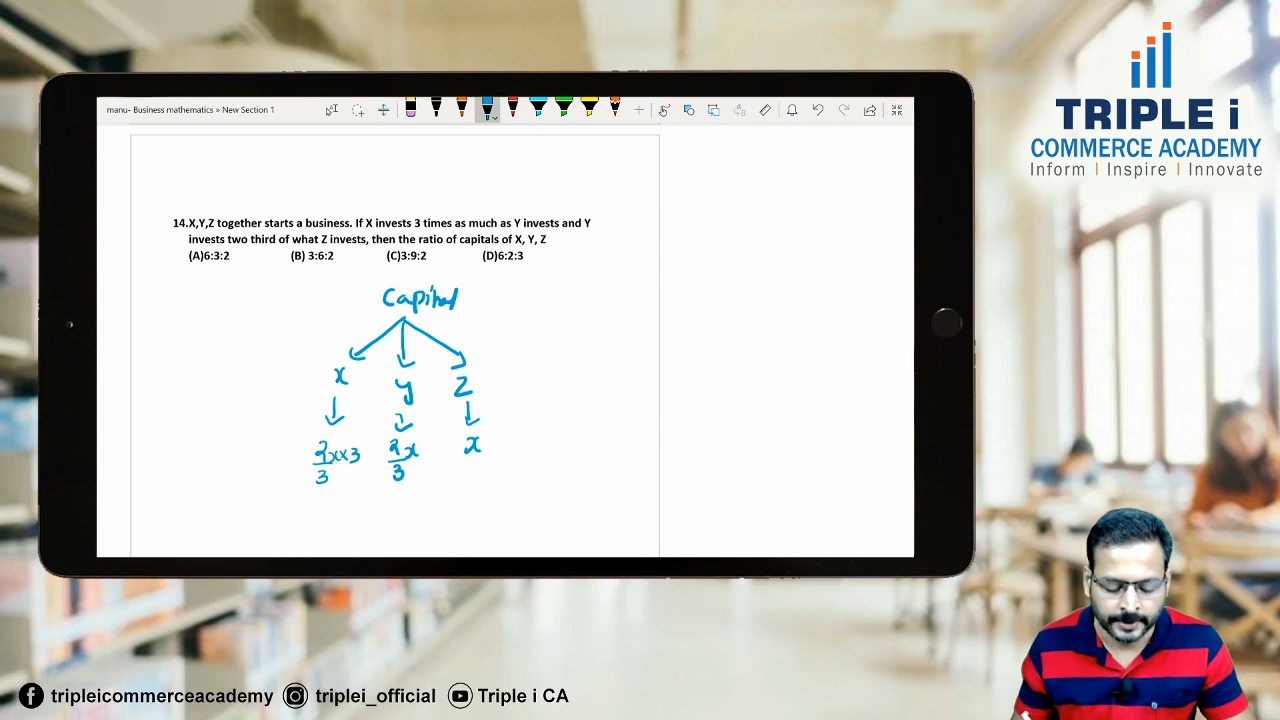 TRIPLE i
COMMERCE ACADEMY
Inform | Inspire | Innovate
manu- Business mathematics » New Section 1
14.X,Y,Z together starts a business. If X invests 3 times as much as Y invests and Y
invests two third of what Z invests, then the ratio of capitals of X, Y, Z
(A)6:3:2 (B) 3:6:2 (C)3:9:2 (D)6:2:3
Capital
x y z
2/3 x×3 2/3 x x
tripleicommerceacademy triplei_official Triple i CA